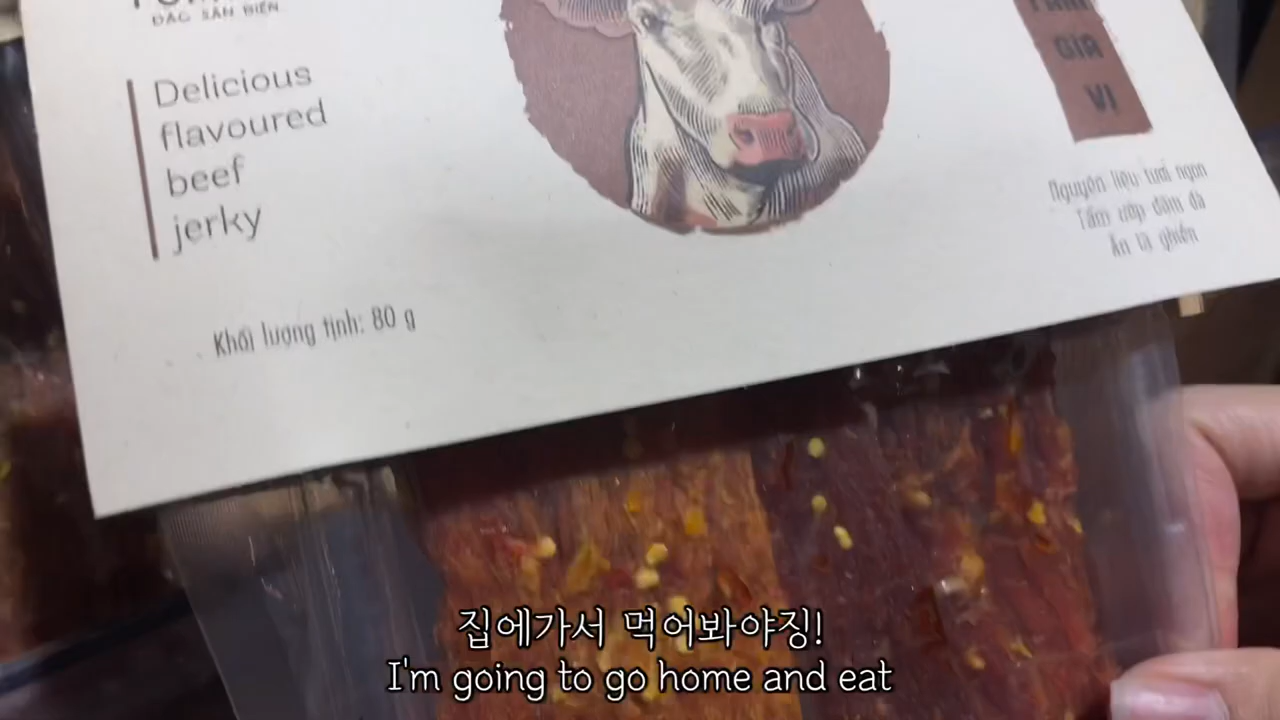 ĐẶC SẢN BIỂN
Delicious
flavoured
beef
jerky
Khối lượng tịnh: 80 g
GIA
VỊ
Nguyên liệu tươi ngon
Tẩm ướp đậm đà
Ăn là ghiền
집에가서 먹어봐야징!
I'm going to go home and eat